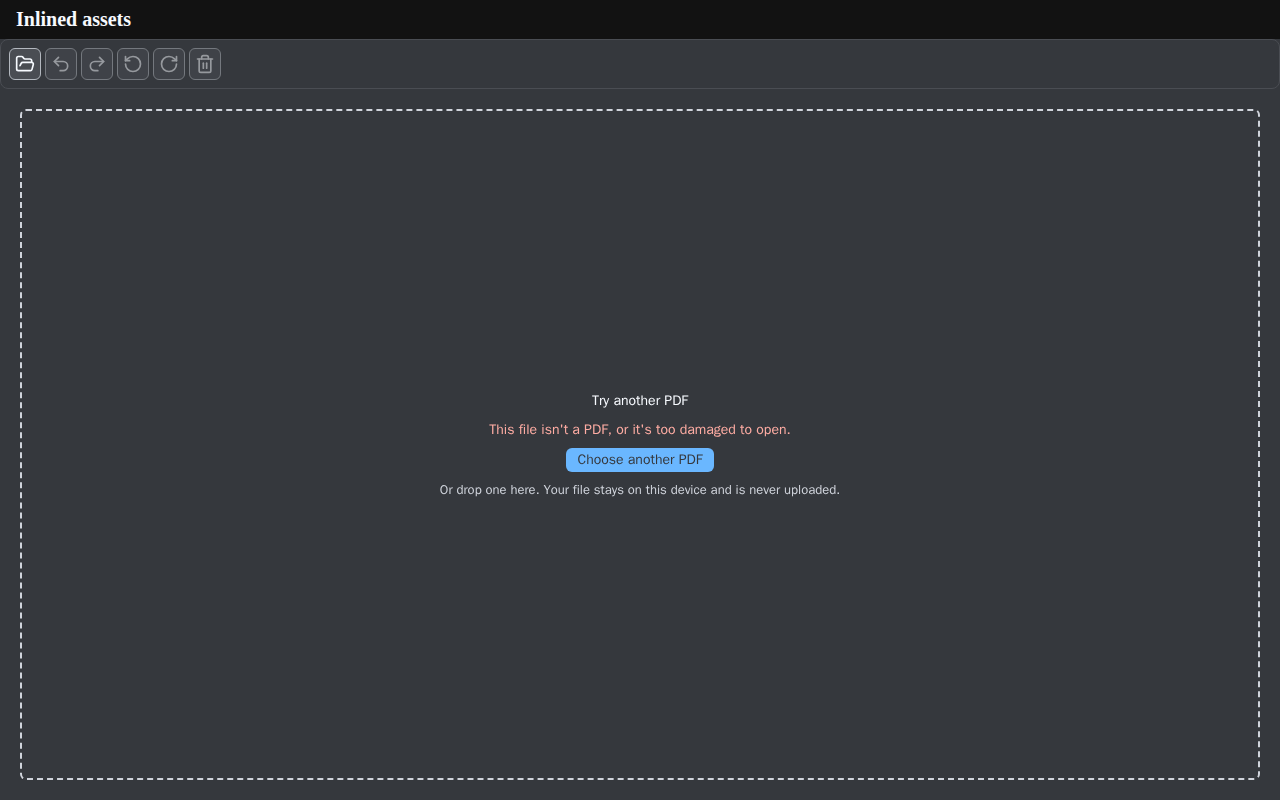 Inlined assets
Try another PDF
This file isn't a PDF, or it's too damaged to open.
Choose another PDF
Or drop one here. Your file stays on this device and is never uploaded.